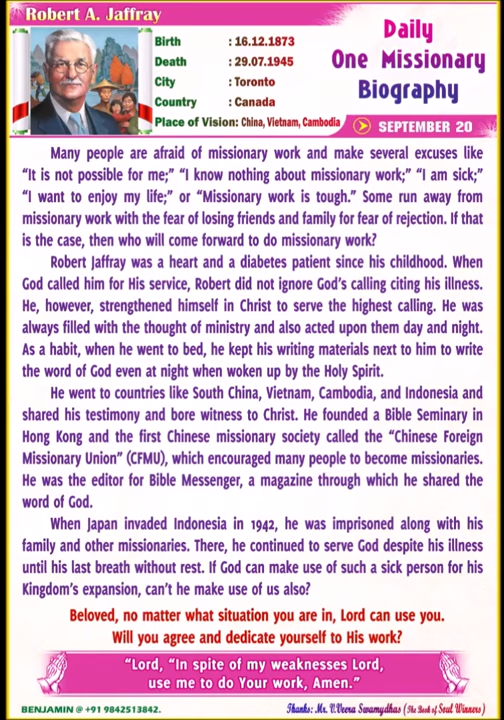 Robert A. Jaffray
Birth : 16.12.1873
Death : 29.07.1945
City : Toronto
Country : Canada
Place of Vision: China, Vietnam, Cambodia
Daily
One Missionary
Biography
SEPTEMBER 20
Many people are afraid of missionary work and make several excuses like
“It is not possible for me;” “I know nothing about missionary work;” “I am sick;”
“I want to enjoy my life;” or “Missionary work is tough.” Some run away from
missionary work with the fear of losing friends and family for fear of rejection. If that
is the case, then who will come forward to do missionary work?
Robert Jaffray was a heart and a diabetes patient since his childhood. When
God called him for His service, Robert did not ignore God’s calling citing his illness.
He, however, strengthened himself in Christ to serve the highest calling. He was
always filled with the thought of ministry and also acted upon them day and night.
As a habit, when he went to bed, he kept his writing materials next to him to write
the word of God even at night when woken up by the Holy Spirit.
He went to countries like South China, Vietnam, Cambodia, and Indonesia and
shared his testimony and bore witness to Christ. He founded a Bible Seminary in
Hong Kong and the first Chinese missionary society called the “Chinese Foreign
Missionary Union” (CFMU), which encouraged many people to become missionaries.
He was the editor for Bible Messenger, a magazine through which he shared the
word of God.
When Japan invaded Indonesia in 1942, he was imprisoned along with his
family and other missionaries. There, he continued to serve God despite his illness
until his last breath without rest. If God can make use of such a sick person for his
Kingdom’s expansion, can’t he make use of us also?
Beloved, no matter what situation you are in, Lord can use you.
Will you agree and dedicate yourself to His work?
“Lord, “In spite of my weaknesses Lord,
use me to do Your work, Amen.”
BENJAMIN @ +91 9842513842.
Thanks: Mr. V.Veera Swamydhas (The Book of Soul Winners)